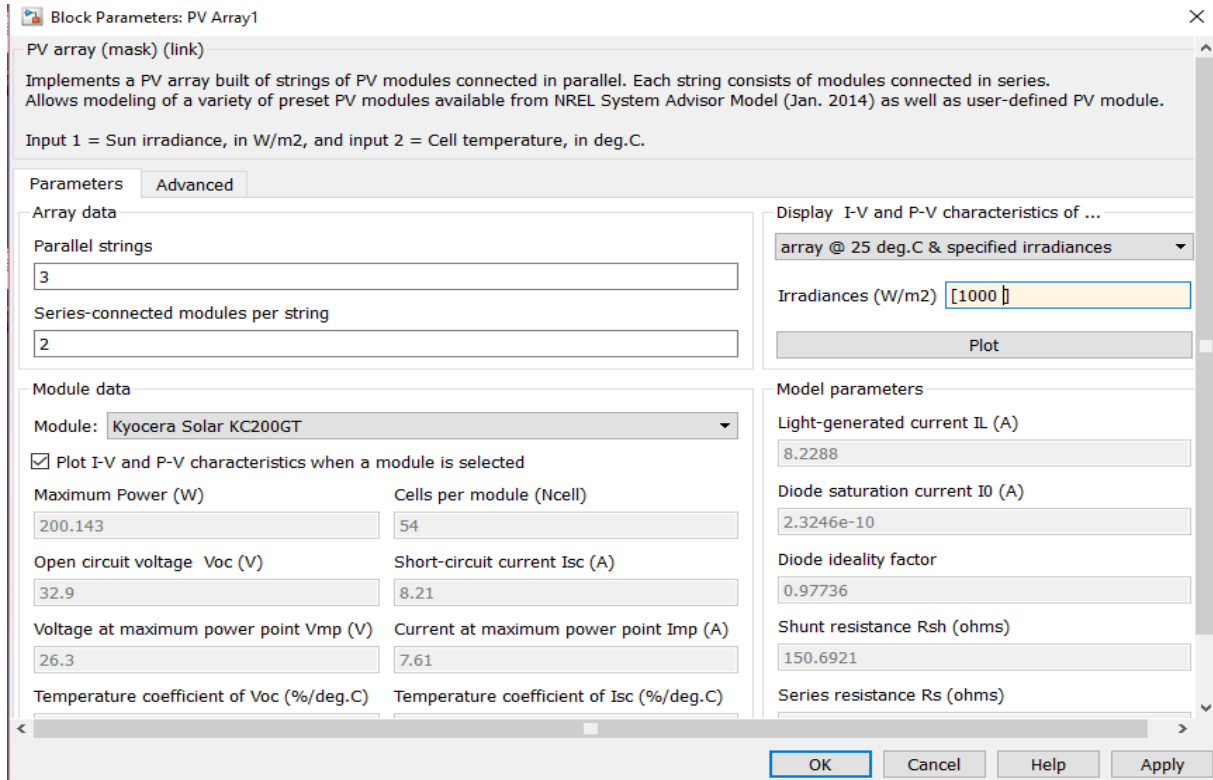 Block Parameters: PV Array1
PV array (mask) (link)
Implements a PV array built of strings of PV modules connected in parallel. Each string consists of modules connected in series.
Allows modeling of a variety of preset PV modules available from NREL System Advisor Model (Jan. 2014) as well as user-defined PV module.
Input 1 = Sun irradiance, in W/m2, and input 2 = Cell temperature, in deg.C.
Parameters Advanced
Array data
Parallel strings
3
Series-connected modules per string
2
Display I-V and P-V characteristics of ...
array @ 25 deg.C & specified irradiances
Irradiances (W/m2) [1000 ]
Plot
Module data
Module: Kyocera Solar KC200GT
Plot I-V and P-V characteristics when a module is selected
Maximum Power (W) Cells per module (Ncell)
200.143 54
Open circuit voltage Voc (V) Short-circuit current Isc (A)
32.9 8.21
Voltage at maximum power point Vmp (V) Current at maximum power point Imp (A)
26.3 7.61
Temperature coefficient of Voc (%/deg.C) Temperature coefficient of Isc (%/deg.C)
Model parameters
Light-generated current IL (A)
8.2288
Diode saturation current I0 (A)
2.3246e-10
Diode ideality factor
0.97736
Shunt resistance Rsh (ohms)
150.6921
Series resistance Rs (ohms)
OK Cancel Help Apply